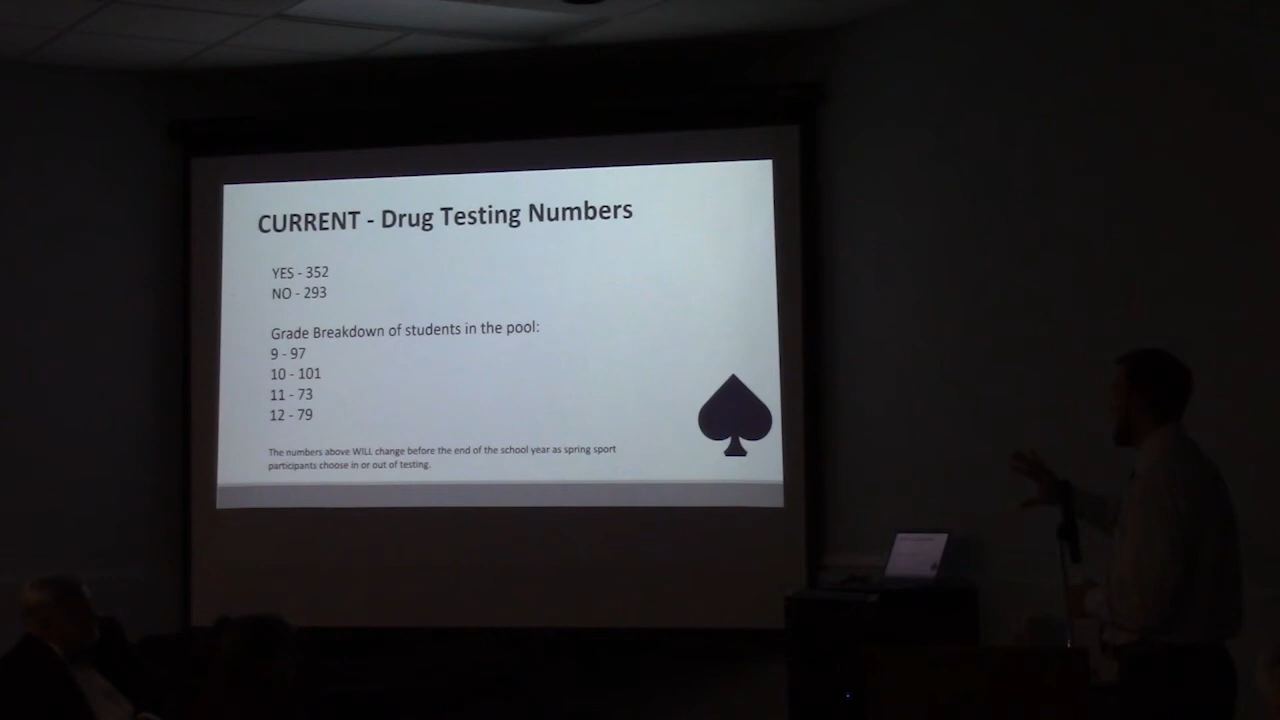 CURRENT - Drug Testing Numbers
YES - 352
NO - 293
Grade Breakdown of students in the pool:
9 - 97
10 - 101
11 - 73
12 - 79
The numbers above WILL change before the end of the school year as spring sport
participants choose in or out of testing.